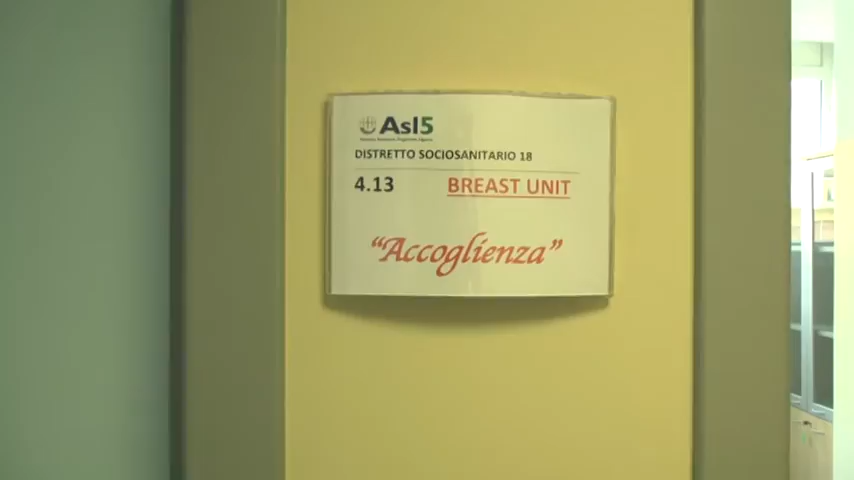 Asl5
DISTRETTO SOCIOSANITARIO 18
4.13 BREAST UNIT
“Accoglienza”